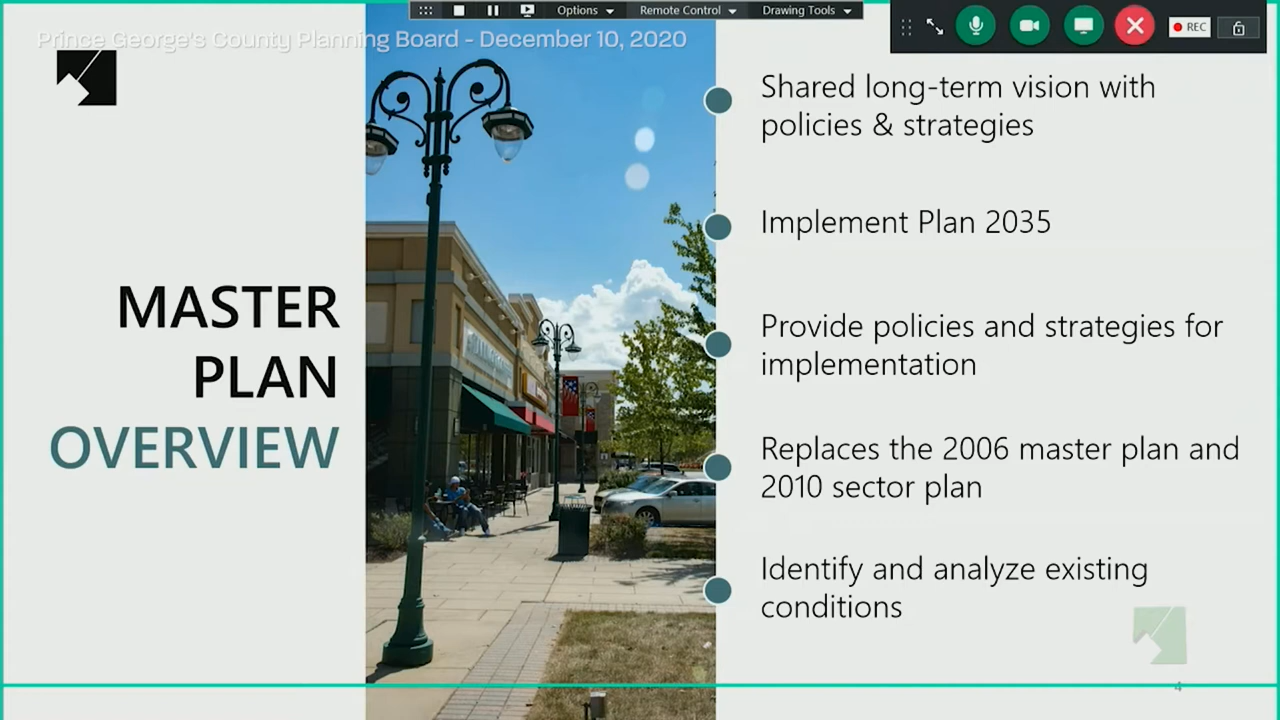 Options
Remote Control
Drawing Tools
REC
Prince George's County Planning Board - December 10, 2020
MASTER
PLAN
OVERVIEW
Shared long-term vision with
policies & strategies
Implement Plan 2035
Provide policies and strategies for
implementation
Replaces the 2006 master plan and
2010 sector plan
Identify and analyze existing
conditions
4